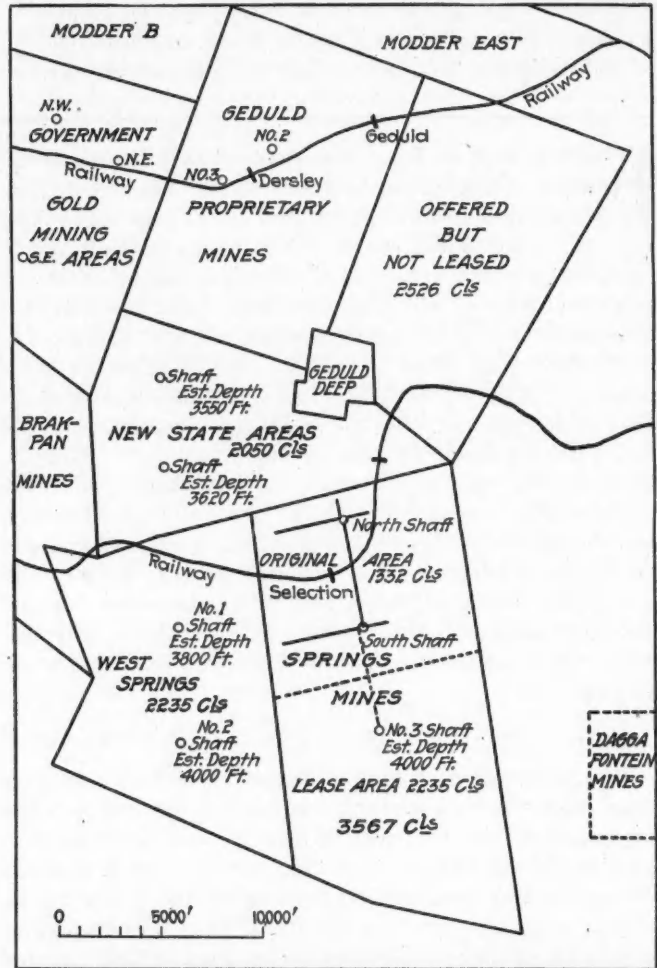 MODDER B
MODDER EAST
N.W.
GOVERNMENT
N.E.
Railway
GEDULD
NO.2
Geduld
Railway
NO.3
Dersley
PROPRIETARY
MINES
GOLD
MINING
S.E. AREAS
OFFERED
BUT
NOT LEASED
2526 Cls
Shaft
Est. Depth
3550 Ft.
GEDULD
DEEP
BRAK-
PAN
MINES
NEW STATE AREAS
2050 Cls
Shaft
Est. Depth
3620 Ft.
North Shaft
ORIGINAL AREA
1332 Cls
Railway
Selection
No.1
Shaft
Est. Depth
3800 Ft.
South Shaft
SPRINGS
MINES
WEST
SPRINGS
2235 Cls
No.2
Shaft
Est. Depth
4000 Ft.
No.3 Shaft
Est. Depth
4000 Ft.
LEASE AREA 2235 Cls
3567 Cls
DAGGA
FONTEIN
MINES
0 5000' 10000'